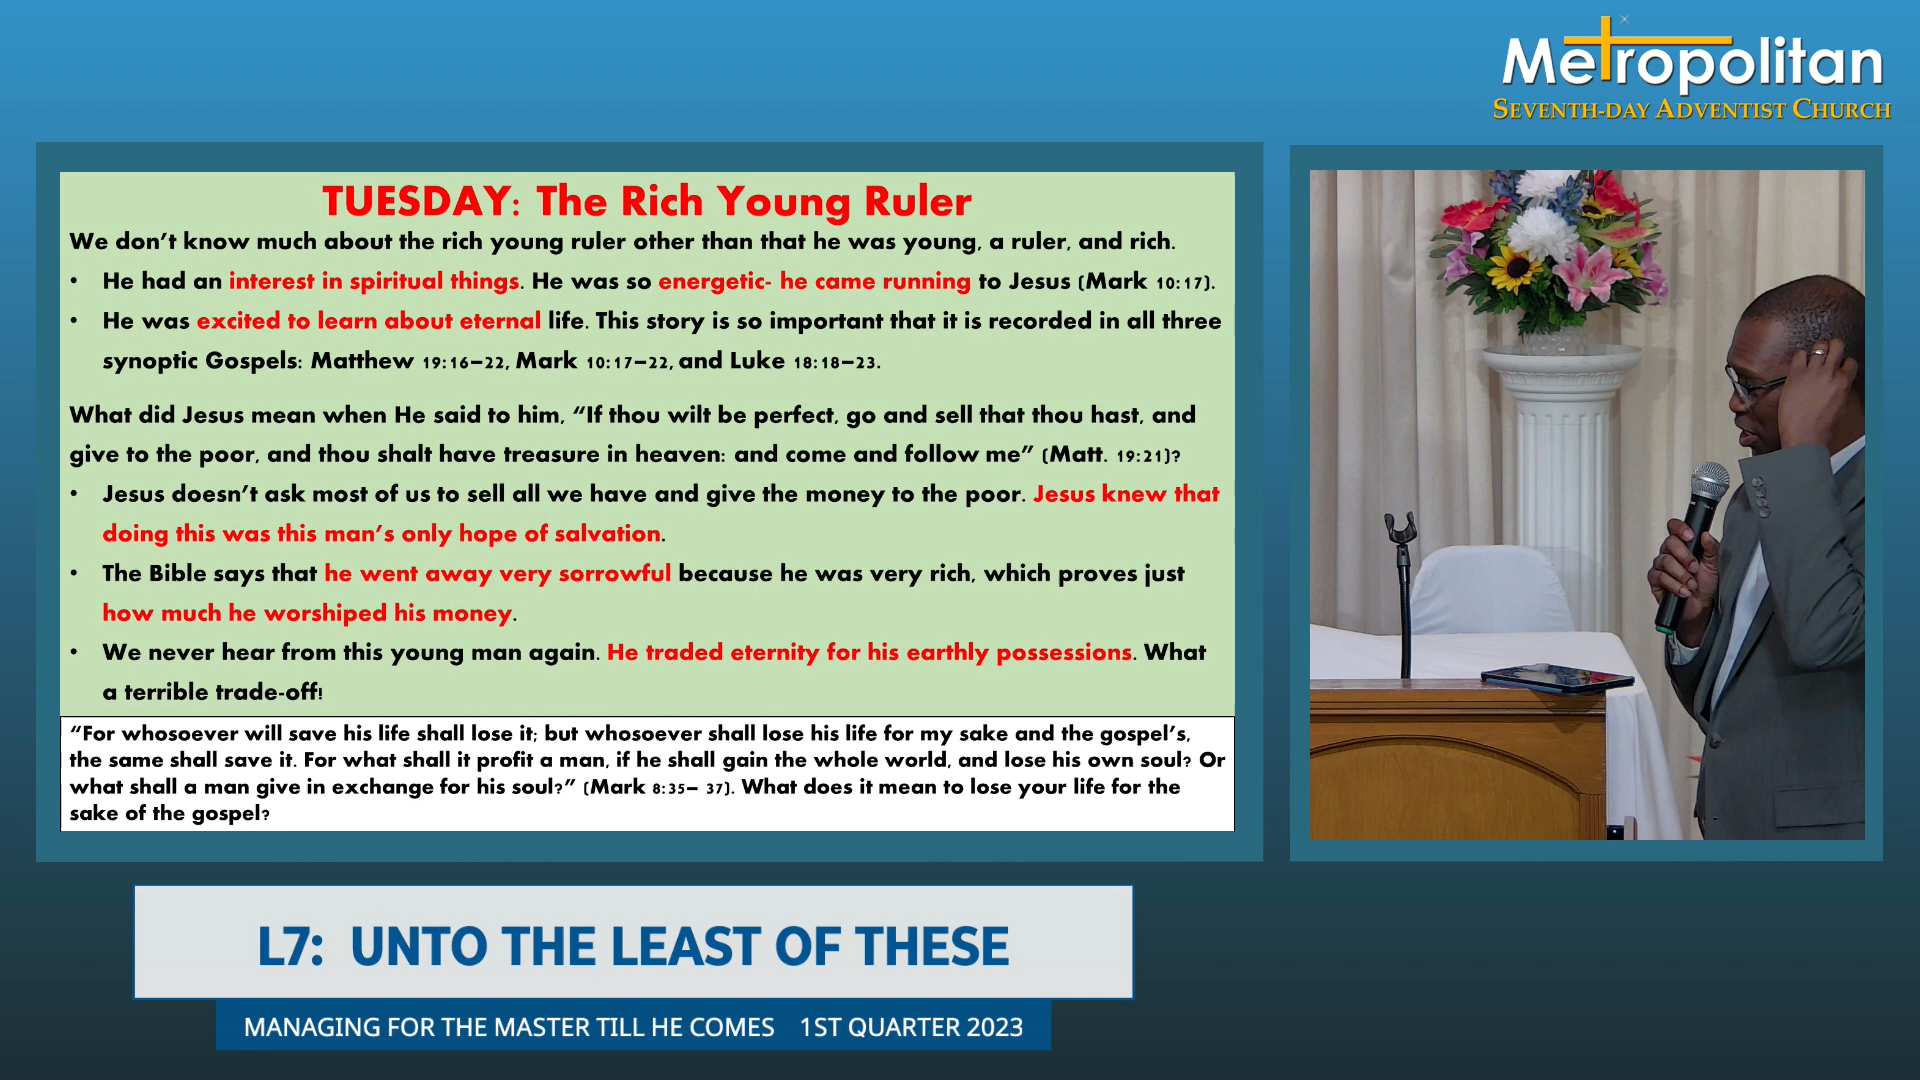 Metropolitan
SEVENTH-DAY ADVENTIST CHURCH
TUESDAY: The Rich Young Ruler
We don't know much about the rich young ruler other than that he was young, a ruler, and rich.
• He had an interest in spiritual things. He was so energetic- he came running to Jesus (Mark 10:17).
• He was excited to learn about eternal life. This story is so important that it is recorded in all three
synoptic Gospels: Matthew 19:16–22, Mark 10:17–22, and Luke 18:18–23.
What did Jesus mean when He said to him, “If thou wilt be perfect, go and sell that thou hast, and
give to the poor, and thou shalt have treasure in heaven: and come and follow me” (Matt. 19:21)?
• Jesus doesn't ask most of us to sell all we have and give the money to the poor. Jesus knew that
doing this was this man's only hope of salvation.
• The Bible says that he went away very sorrowful because he was very rich, which proves just
how much he worshiped his money.
• We never hear from this young man again. He traded eternity for his earthly possessions. What
a terrible trade-off!
“For whosoever will save his life shall lose it; but whosoever shall lose his life for my sake and the gospel's,
the same shall save it. For what shall it profit a man, if he shall gain the whole world, and lose his own soul? Or
what shall a man give in exchange for his soul?” (Mark 8:35– 37). What does it mean to lose your life for the
sake of the gospel?
L7: UNTO THE LEAST OF THESE
MANAGING FOR THE MASTER TILL HE COMES 1ST QUARTER 2023